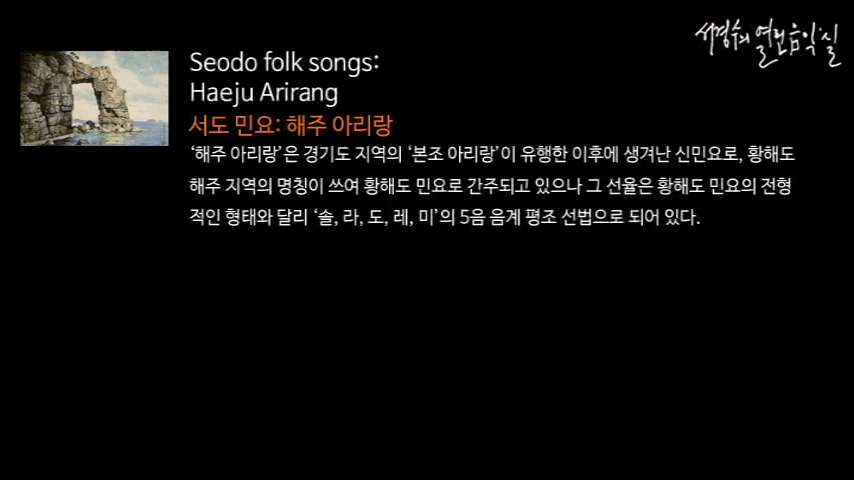 서경수의 열린음악실
Seodo folk songs:
Haeju Arirang
서도 민요: 해주 아리랑
‘해주 아리랑’은 경기도 지역의 ‘본조 아리랑’이 유행한 이후에 생겨난 신민요로, 황해도
해주 지역의 명칭이 쓰여 황해도 민요로 간주되고 있으나 그 선율은 황해도 민요의 전형
적인 형태와 달리 ‘솔, 라, 도, 레, 미’의 5음 음계 평조 선법으로 되어 있다.